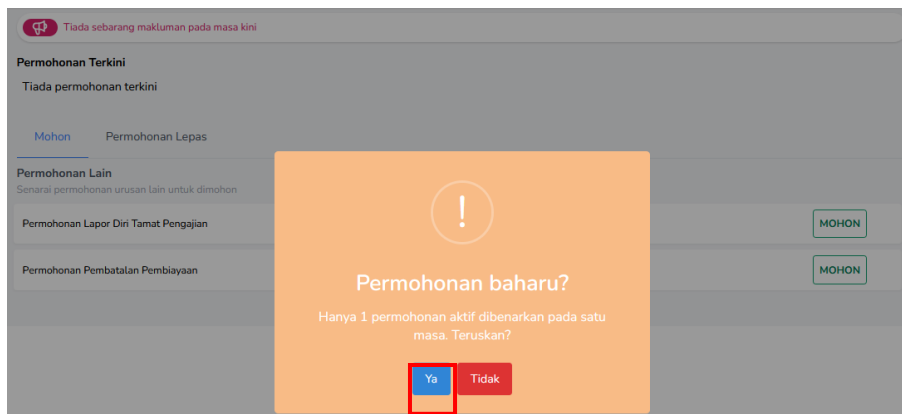 Tiada sebarang makluman pada masa kini
Permohonan Terkini
Tiada permohonan terkini
Mohon Permohonan Lepas
Permohonan Lain
Senarai permohonan urusan lain untuk dimohon
Permohonan Lapor Diri Tamat Pengajian MOHON
Permohonan Pembatalan Pembiayaan MOHON
!
Permohonan baharu?
Hanya 1 permohonan aktif dibenarkan pada satu
masa. Teruskan?
Ya Tidak